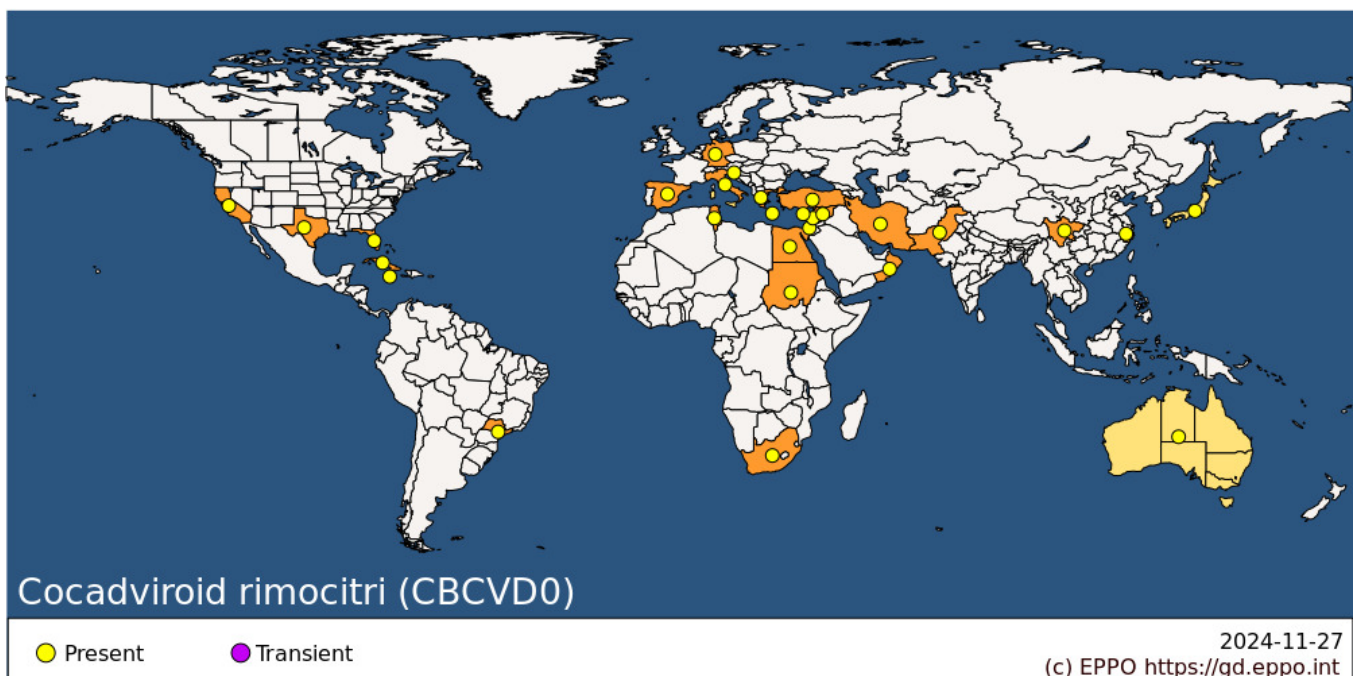 Cocadviroid rimocitri (CBCVD0)
Present
Transient
2024-11-27
(c) EPPO https://gd.eppo.int